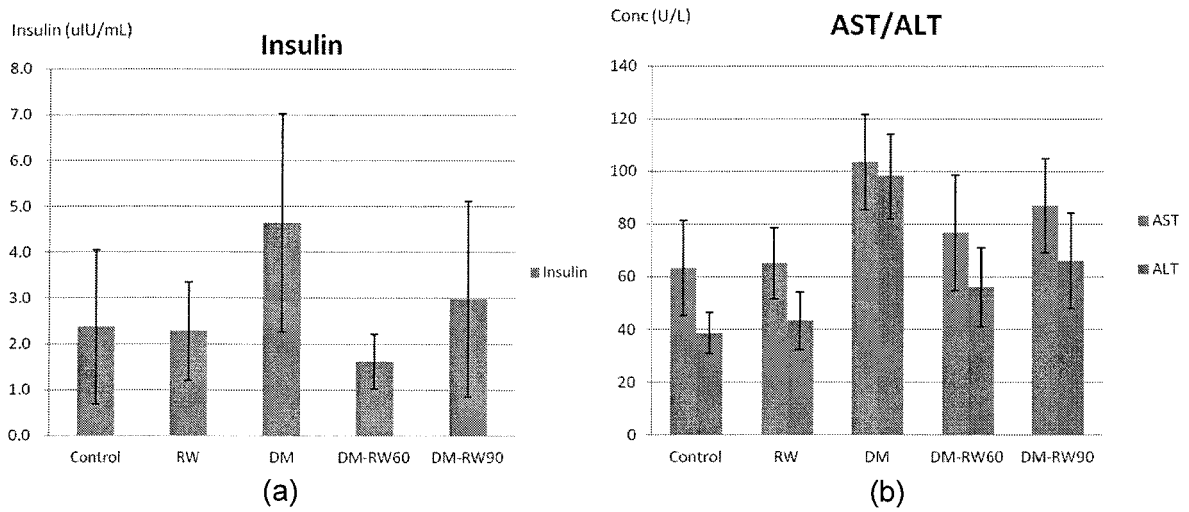 Insulin (uIU/mL)
Insulin
8.0
7.0
6.0
5.0
4.0
3.0
2.0
1.0
0.0
Control RW DM DM-RW60 DM-RW90
Insulin
(a)
Conc (U/L)
AST/ALT
140
120
100
80
60
40
20
0
Control RW DM DM-RW60 DM-RW90
AST
ALT
(b)